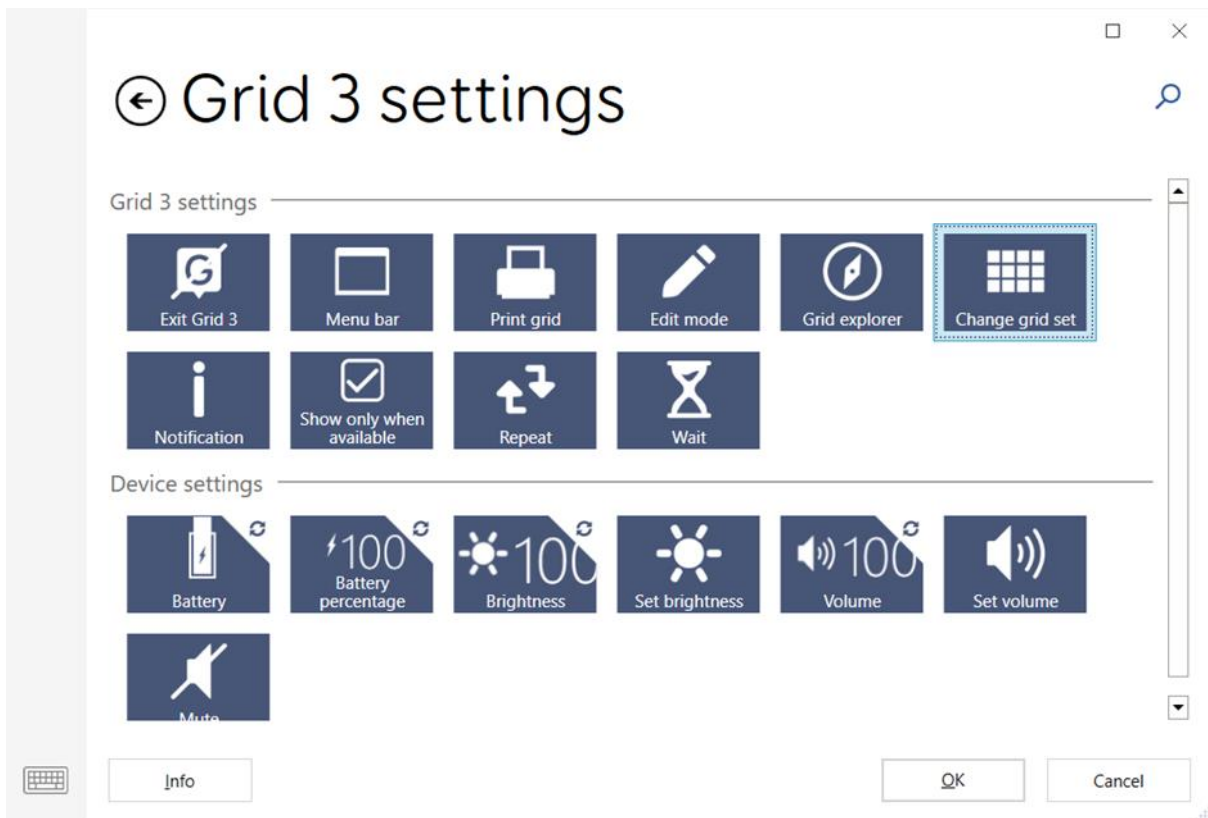 Grid 3 settings
Grid 3 settings
Exit Grid 3
Menu bar
Print grid
Edit mode
Grid explorer
Change grid set
Notification
Show only when
available
Repeat
Wait
Device settings
Battery
100
Battery
percentage
100
Brightness
Set brightness
100
Volume
Set volume
Mute
Info
OK
Cancel